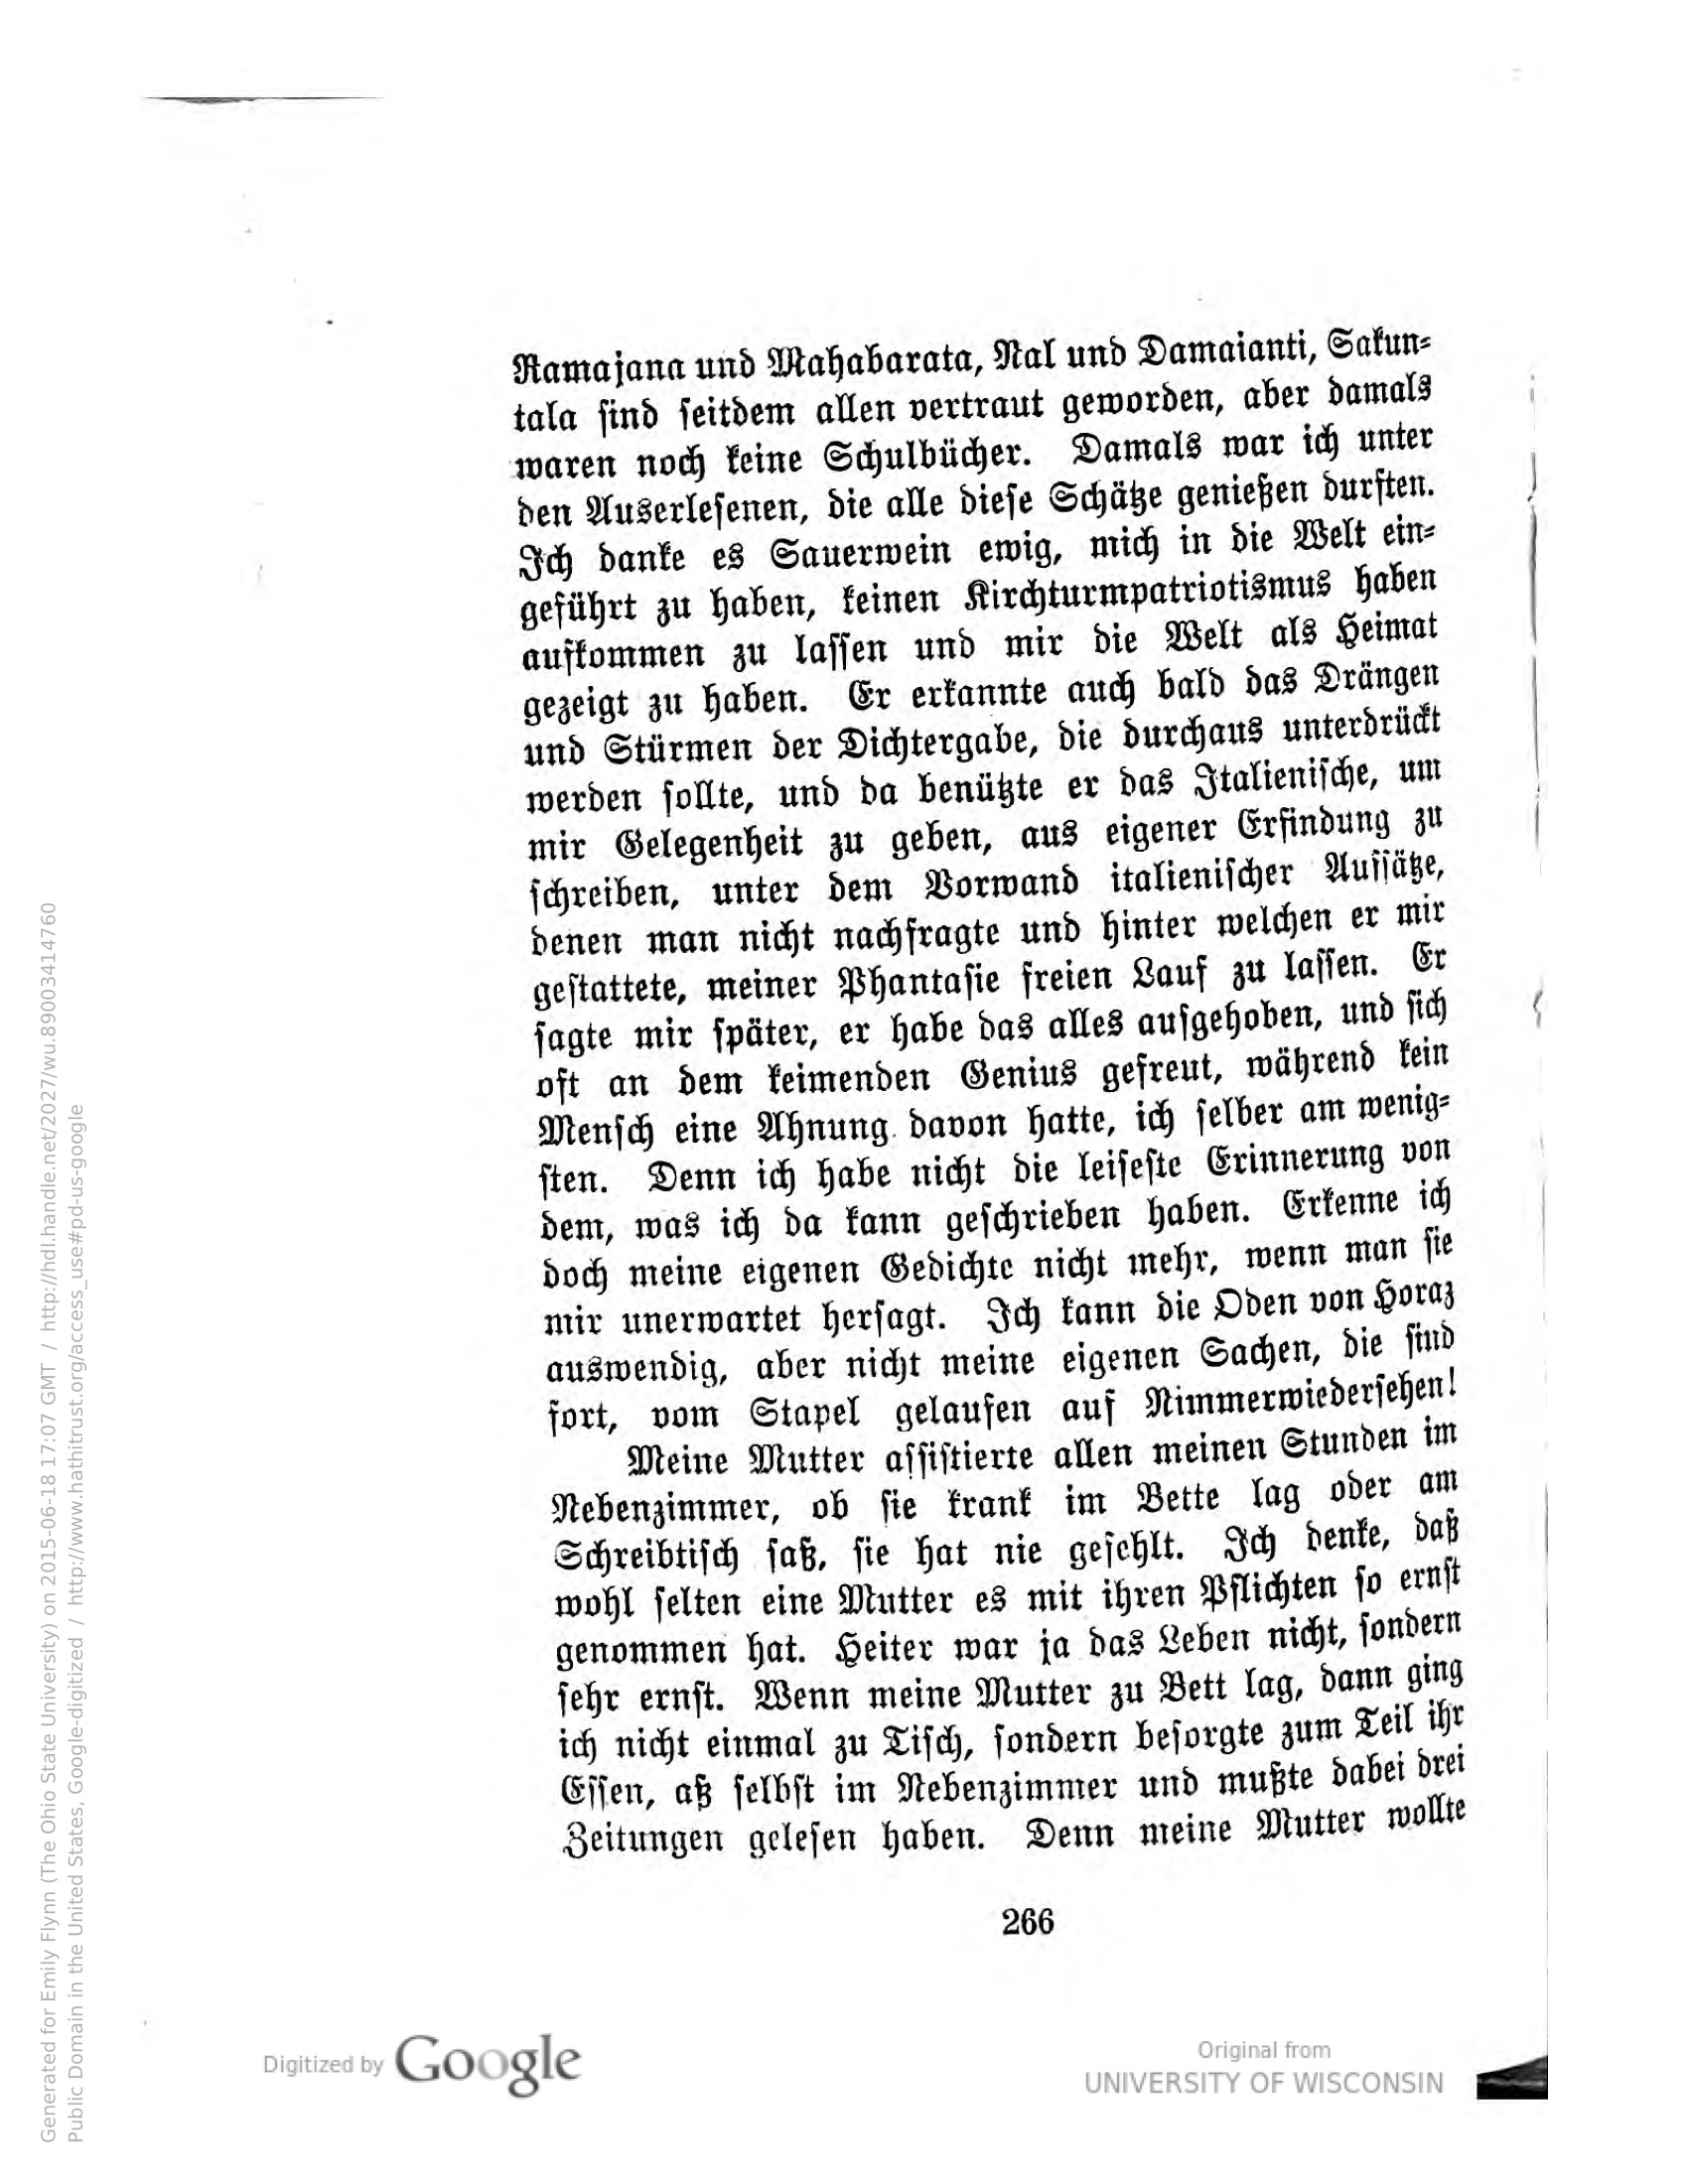 Ramajana und Mahabarata, Nal und Damaianti, Sakun-
tala sind seitdem allen vertraut geworden, aber damals
waren noch keine Schulbücher. Damals war ich unter
den Auserlesenen, die alle diese Schätze genießen durften.
Ich danke es Sauerwein ewig, mich in die Welt ein-
geführt zu haben, keinen Kirchturmpatriotismus haben
aufkommen zu lassen und mir die Welt als Heimat
gezeigt zu haben. Er erkannte auch bald das Drängen
und Stürmen der Dichtergabe, die durchaus unterdrückt
werden sollte, und da benützte er das Italienische, um
mir Gelegenheit zu geben, aus eigener Erfindung zu
schreiben, unter dem Vorwand italienischer Aufsätze,
denen man nicht nachfragte und hinter welchen er mir
gestattete, meiner Phantasie freien Lauf zu lassen. Er
sagte mir später, er habe das alles aufgehoben, und sich
oft an dem keimenden Genius gefreut, während kein
Mensch eine Ahnung davon hatte, ich selber am wenig-
sten. Denn ich habe nicht die leiseste Erinnerung von
dem, was ich da kann geschrieben haben. Erkenne ich
doch meine eigenen Gedichte nicht mehr, wenn man sie
mir unerwartet hersagt. Ich kann die Oden von Horaz
auswendig, aber nicht meine eigenen Sachen, die sind
fort, vom Stapel gelaufen auf Nimmerwiedersehen!
Meine Mutter assistierte allen meinen Stunden im
Nebenzimmer, ob sie krank im Bette lag oder am
Schreibtisch saß, sie hat nie gefehlt. Ich denke, daß
wohl selten eine Mutter es mit ihren Pflichten so ernst
genommen hat. Heiter war ja das Leben nicht, sondern
sehr ernst. Wenn meine Mutter zu Bett lag, dann ging
ich nicht einmal zu Tisch, sondern besorgte zum Teil ihr
Essen, aß selbst im Nebenzimmer und mußte dabei drei
Zeitungen gelesen haben. Denn meine Mutter wollte
266
Digitized by Google
Original from
UNIVERSITY OF WISCONSIN
Generated for Emily Flynn (The Ohio State University) on 2015-06-18 17:07 GMT / http://hdl.handle.net/2027/wu.89003414760
Public Domain in the United States, Google-digitized / http://www.hathitrust.org/access_use#pd-us-google